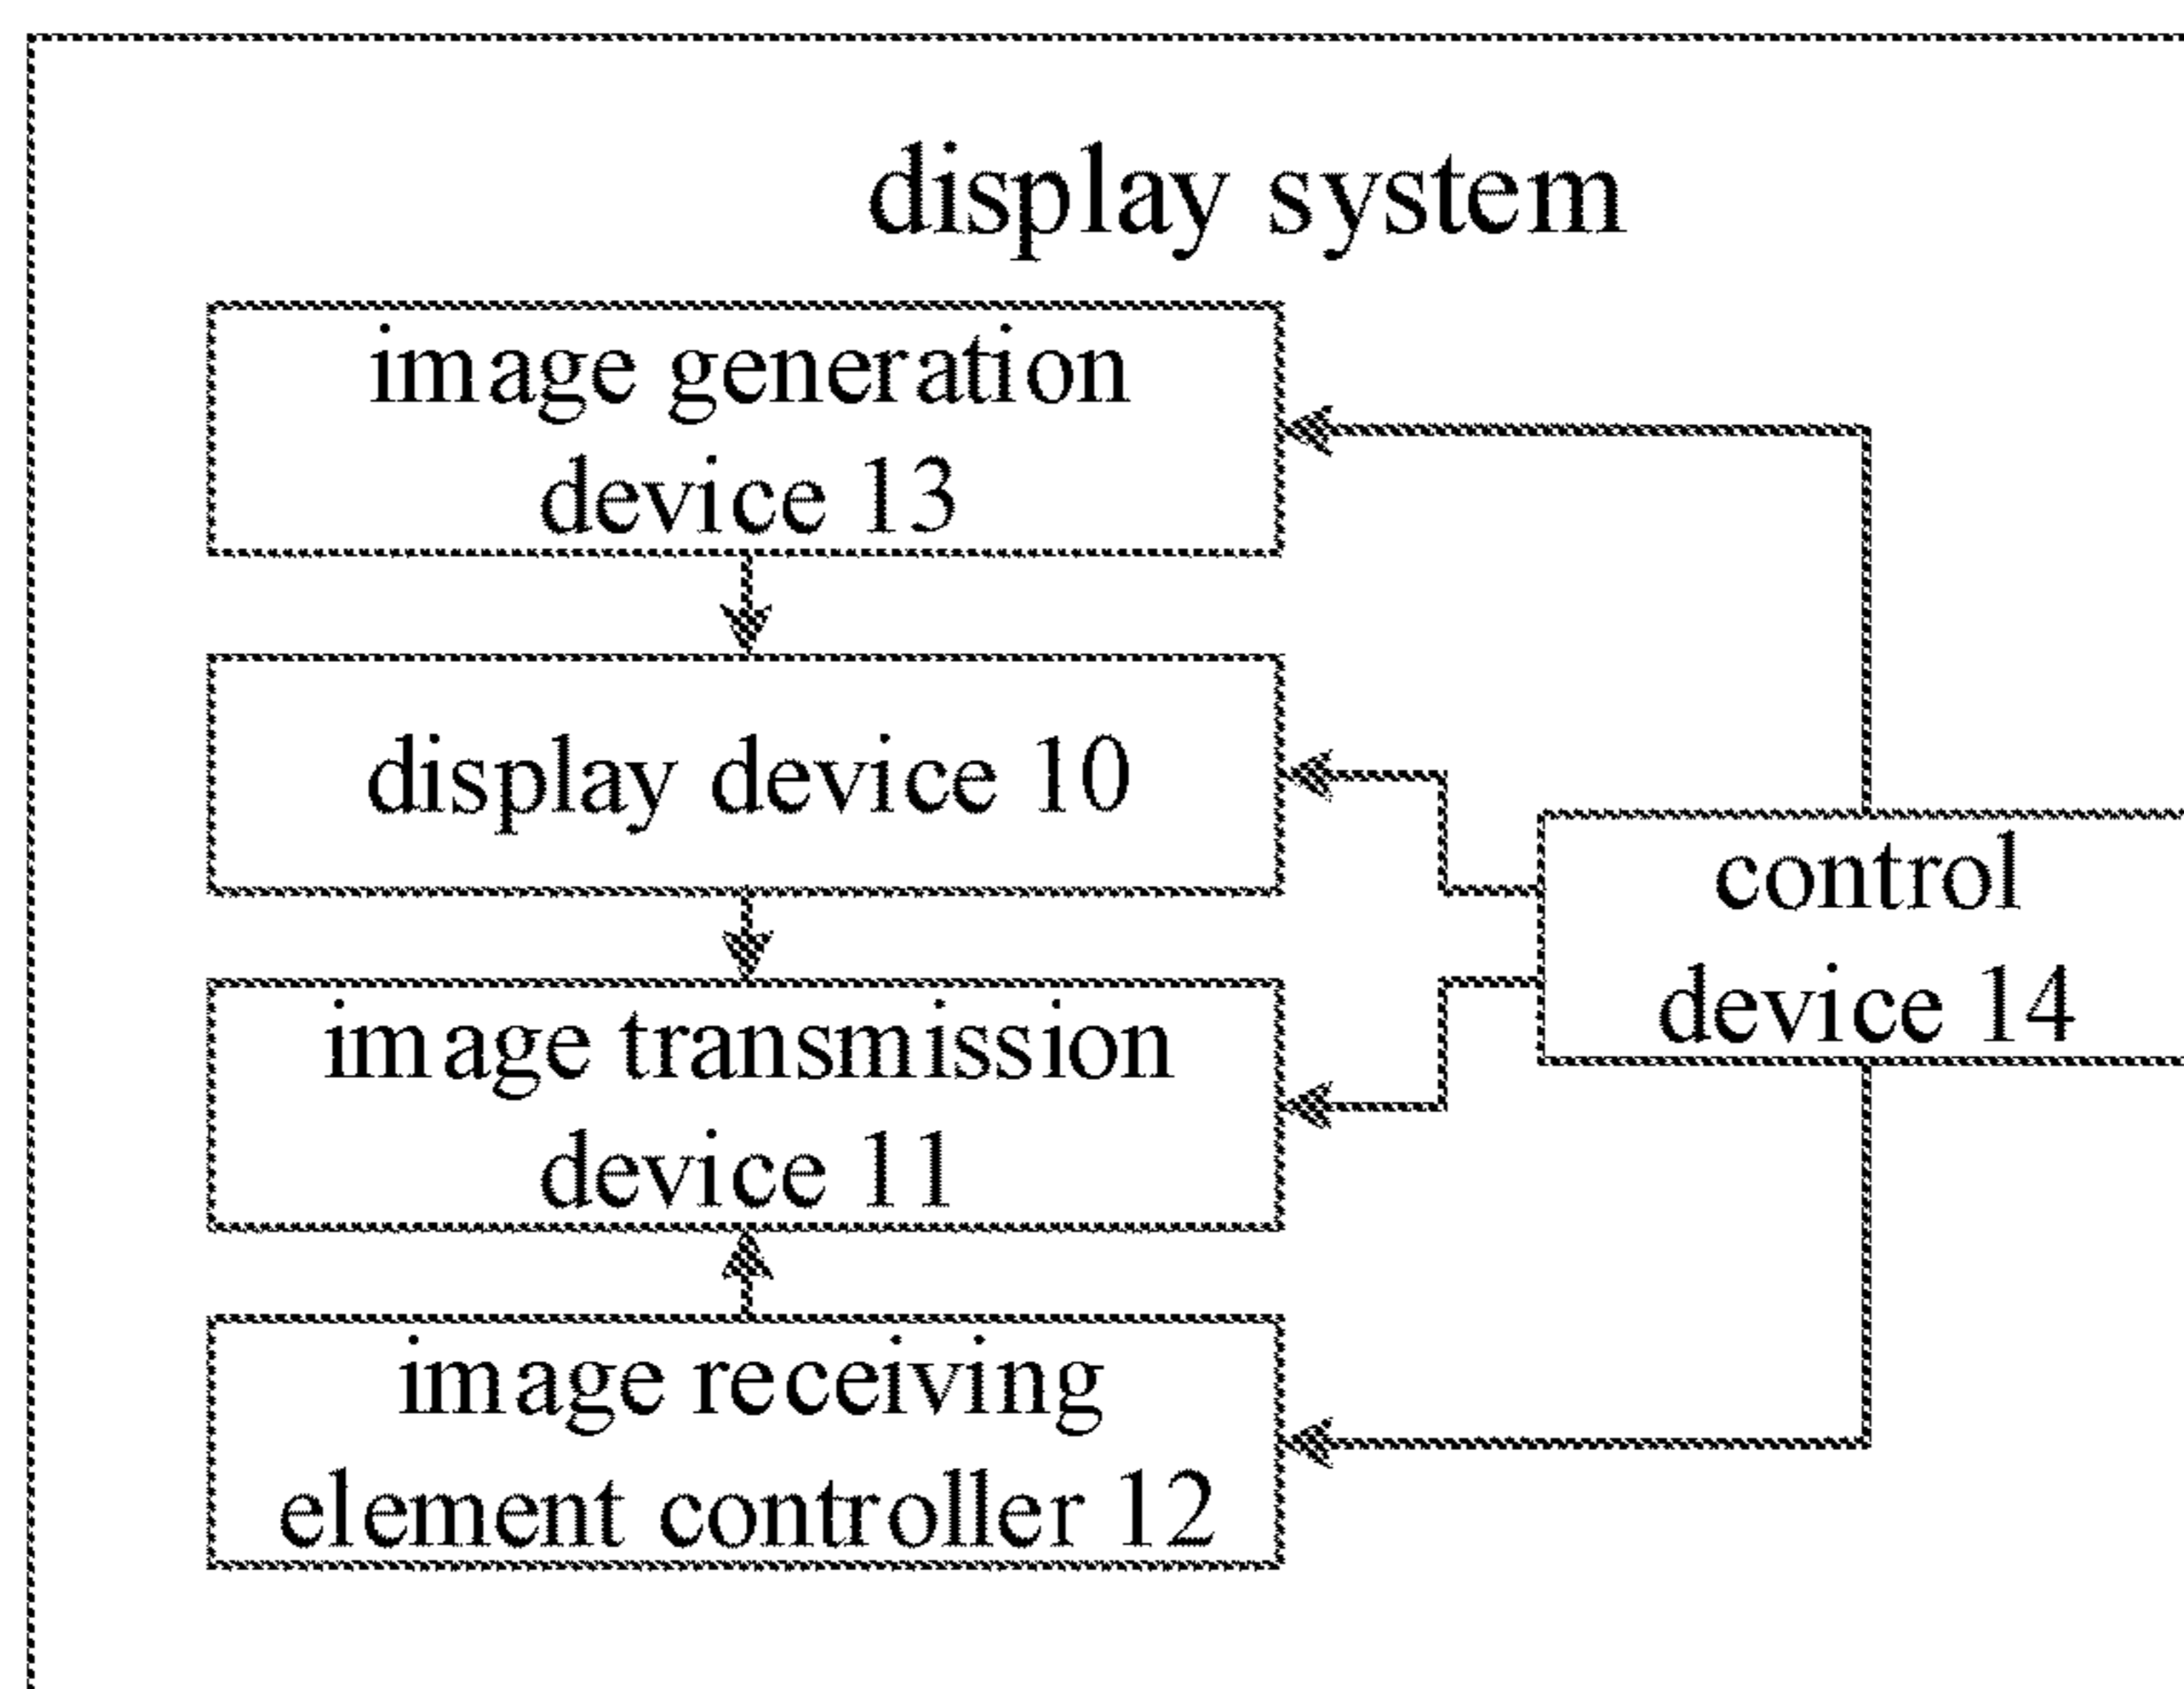 display system
image generation
device 13
display device 10
control
device 14
image transmission
device 11
image receiving
element controller 12